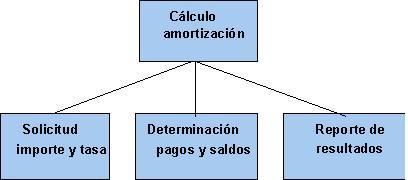 Cálculo
amortización
Solicitud
importe y tasa
Determinación
pagos y saldos
Reporte de
resultados